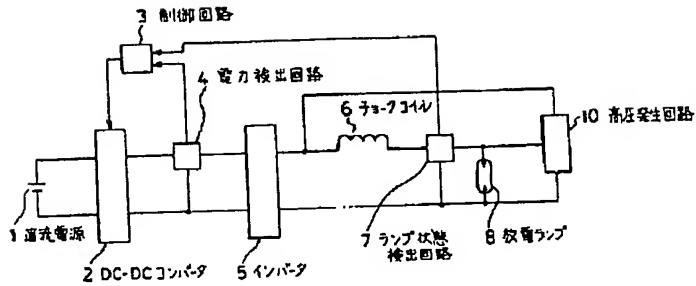 3 制御回路
4 電力検出回路
6 チョークコイル
10 高圧発生回路
1 直流電源
2 DC-DCコンバータ
5 インバータ
7 ランプ状態
検出回路
8 放電ランプ